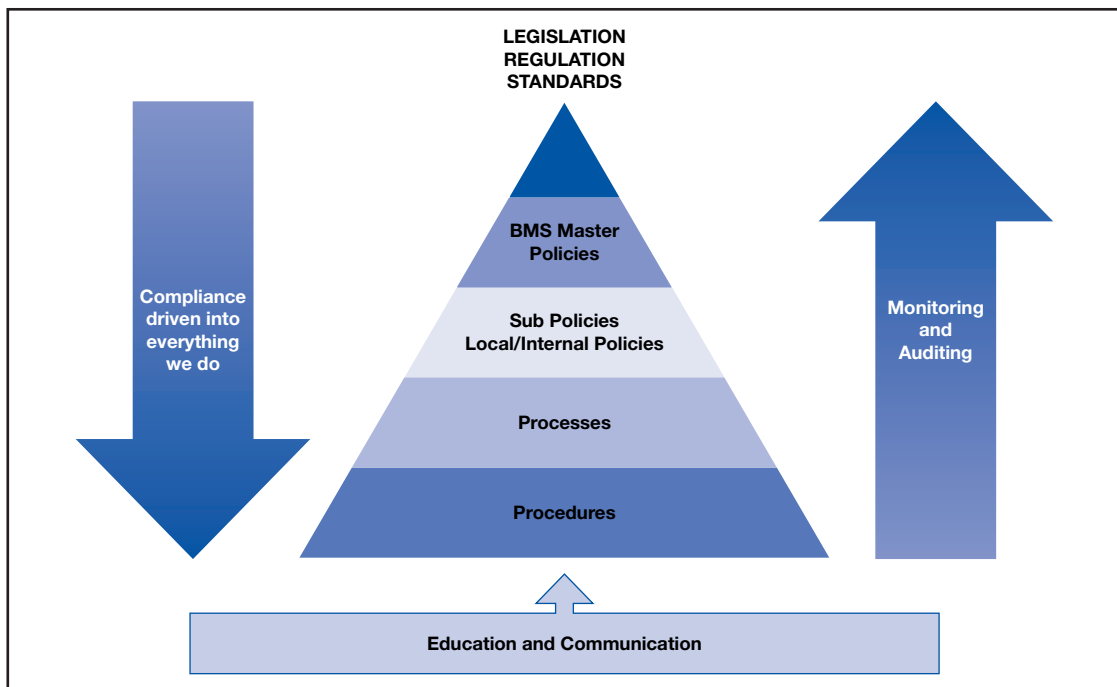 LEGISLATION
REGULATION
STANDARDS
BMS Master
Policies
Compliance
driven into
everything
we do
Sub Policies
Local/Internal Policies
Monitoring
and
Auditing
Processes
Procedures
Education and Communication